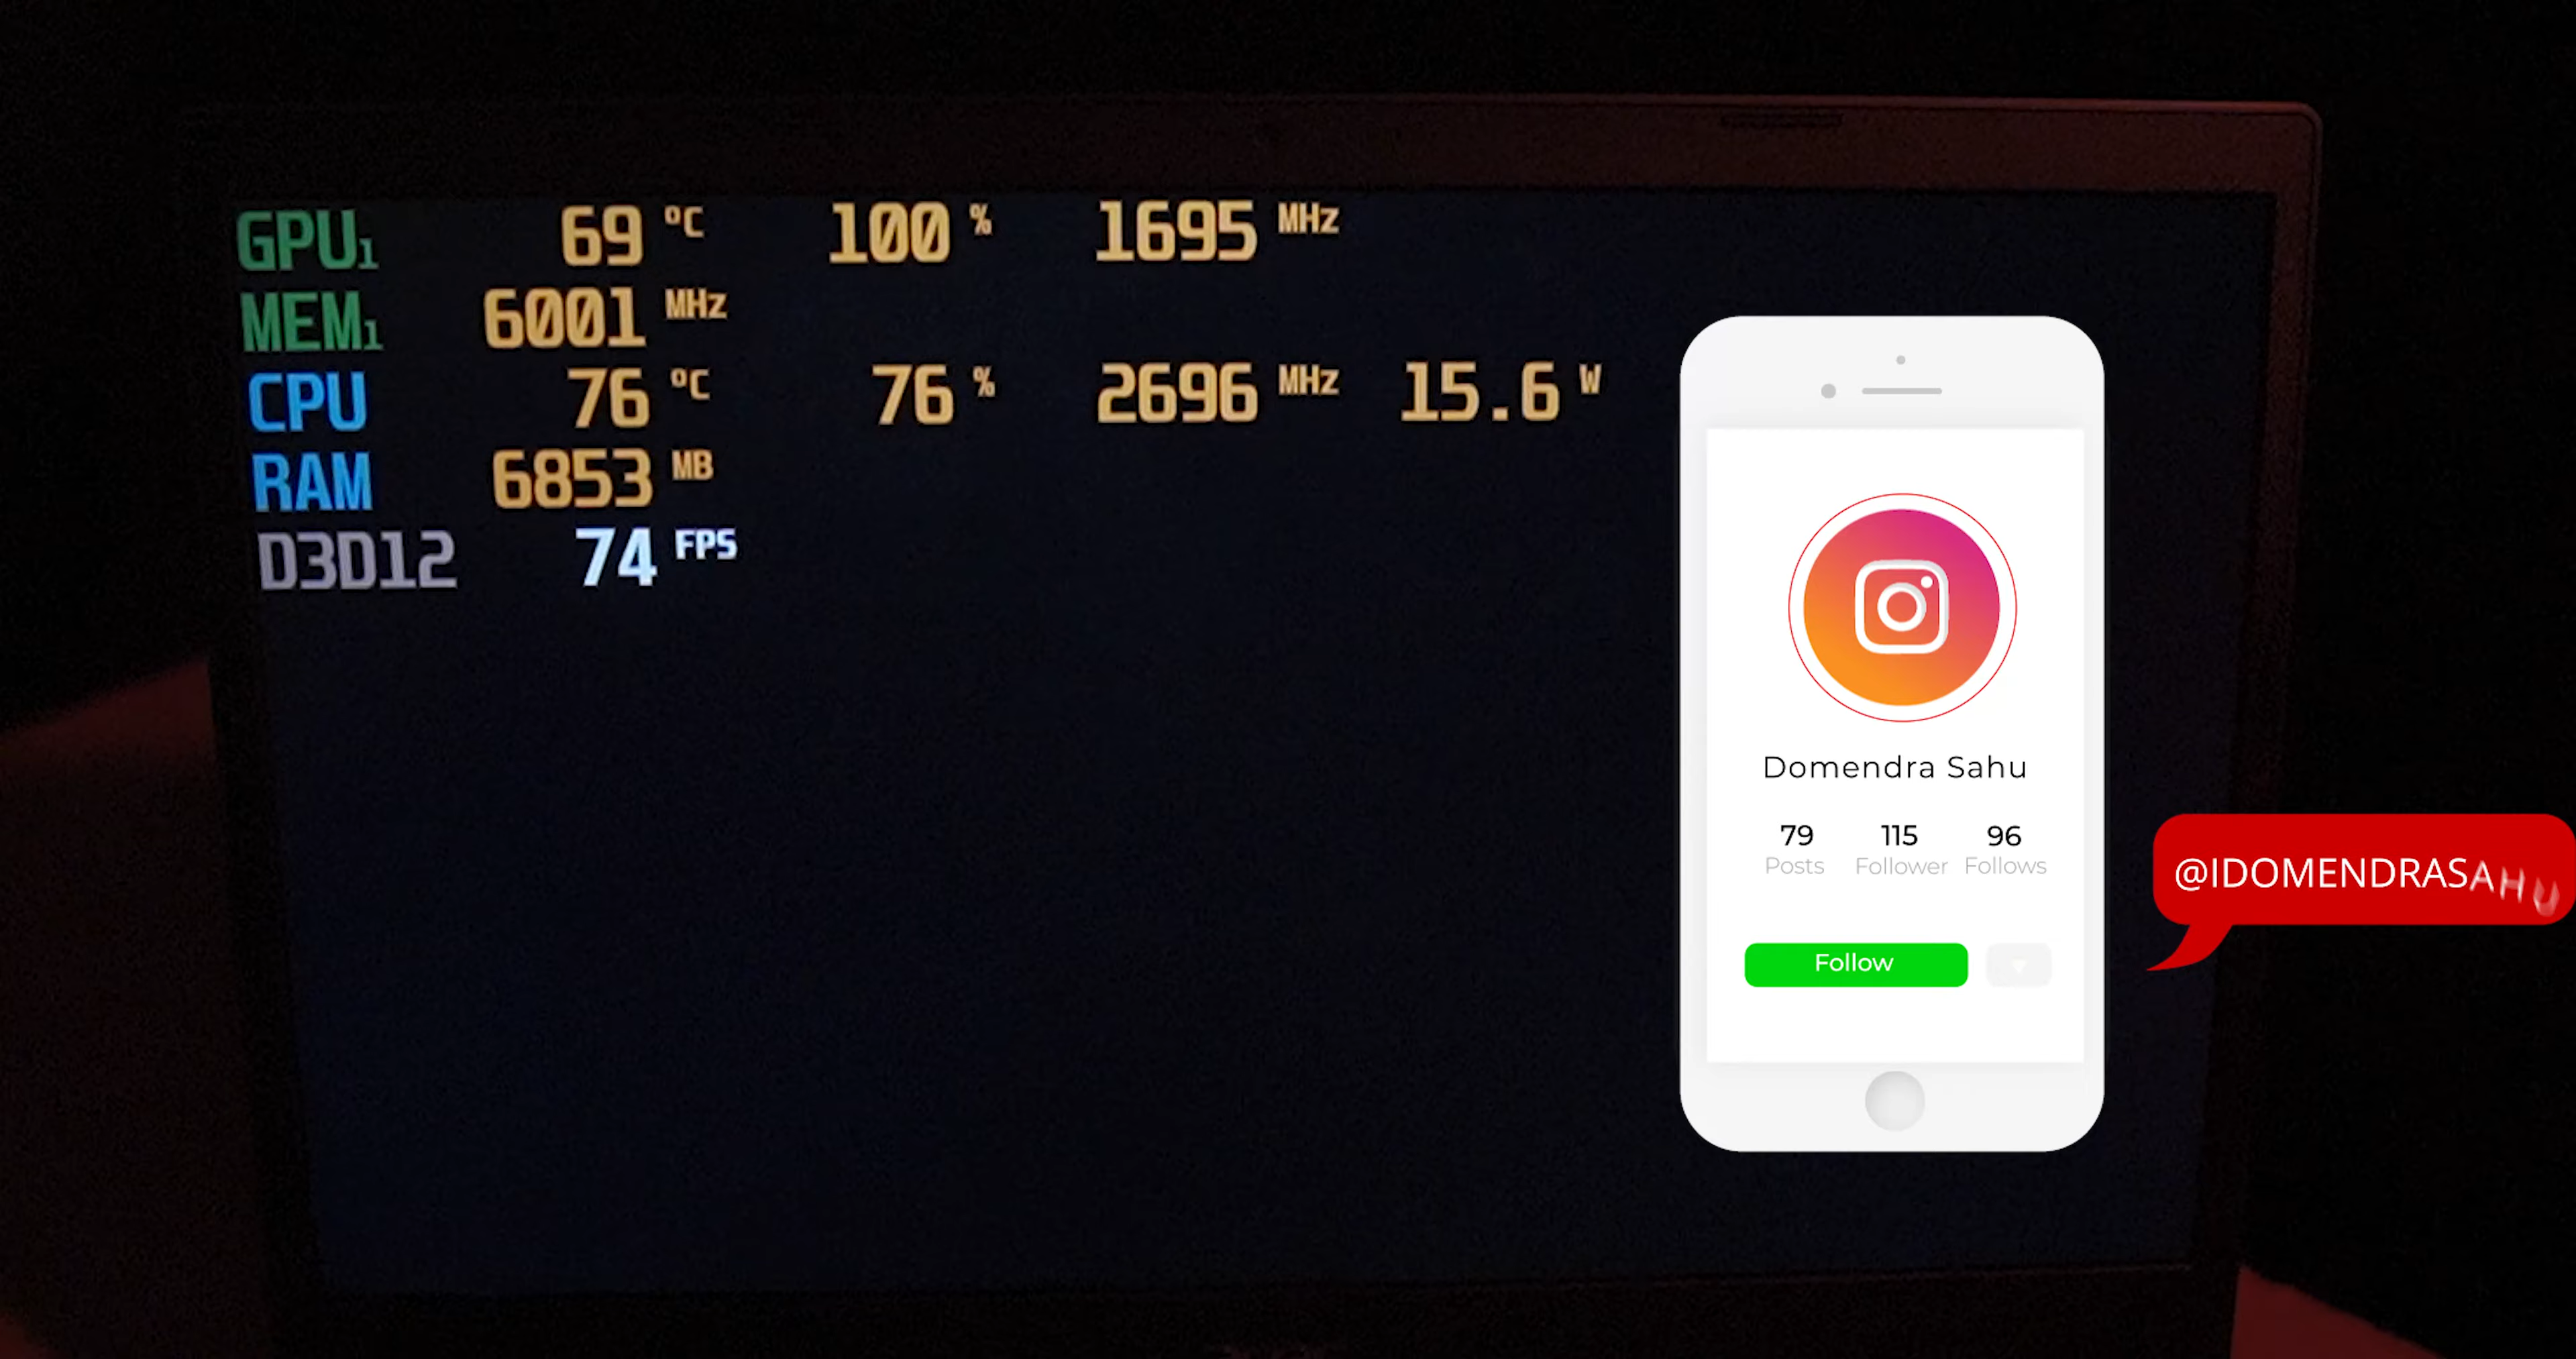 GPU1 69 °C 100 % 1695 MHz
MEM1 6001 MHz
CPU 76 °C 76 % 2696 MHz 15.6 W
RAM 6853 MB
D3D12 74 FPS
Domendra Sahu
79 115 96
Posts Follower Follows
Follow
@IDOMENDRASAHU